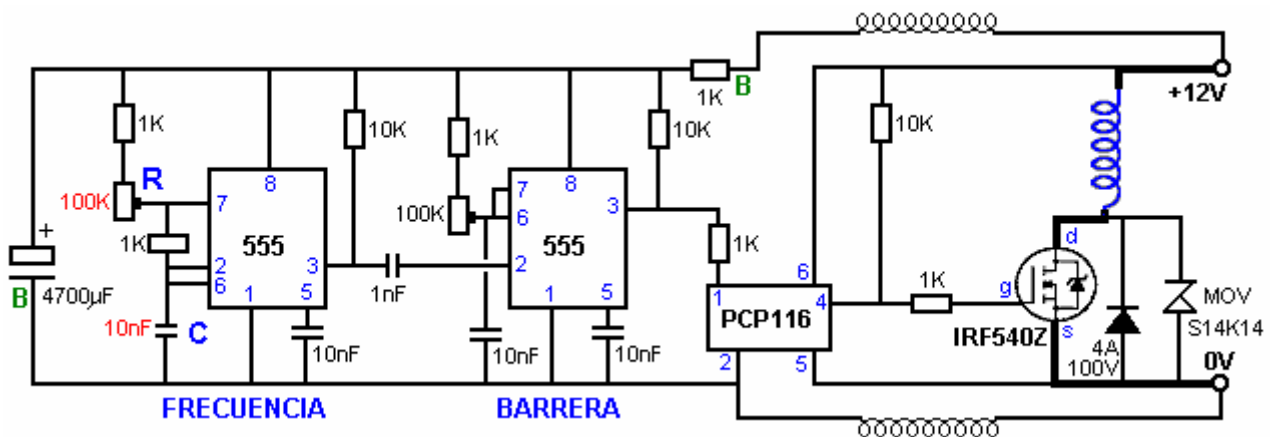 1K
B
+12V
1K
10K
1K
10K
10K
R
8
8
100K
7
7
6
3
100K
1K
555
555
1K
+
2
6
3
2
6
d
1
4
1K
g
4700µF
B
1
5
1nF
1
5
PCP116
MOV
S14K14
10nF
C
IRF540Z
s
10nF
10nF
10nF
2
5
4A
100V
0V
FRECUENCIA
BARRERA